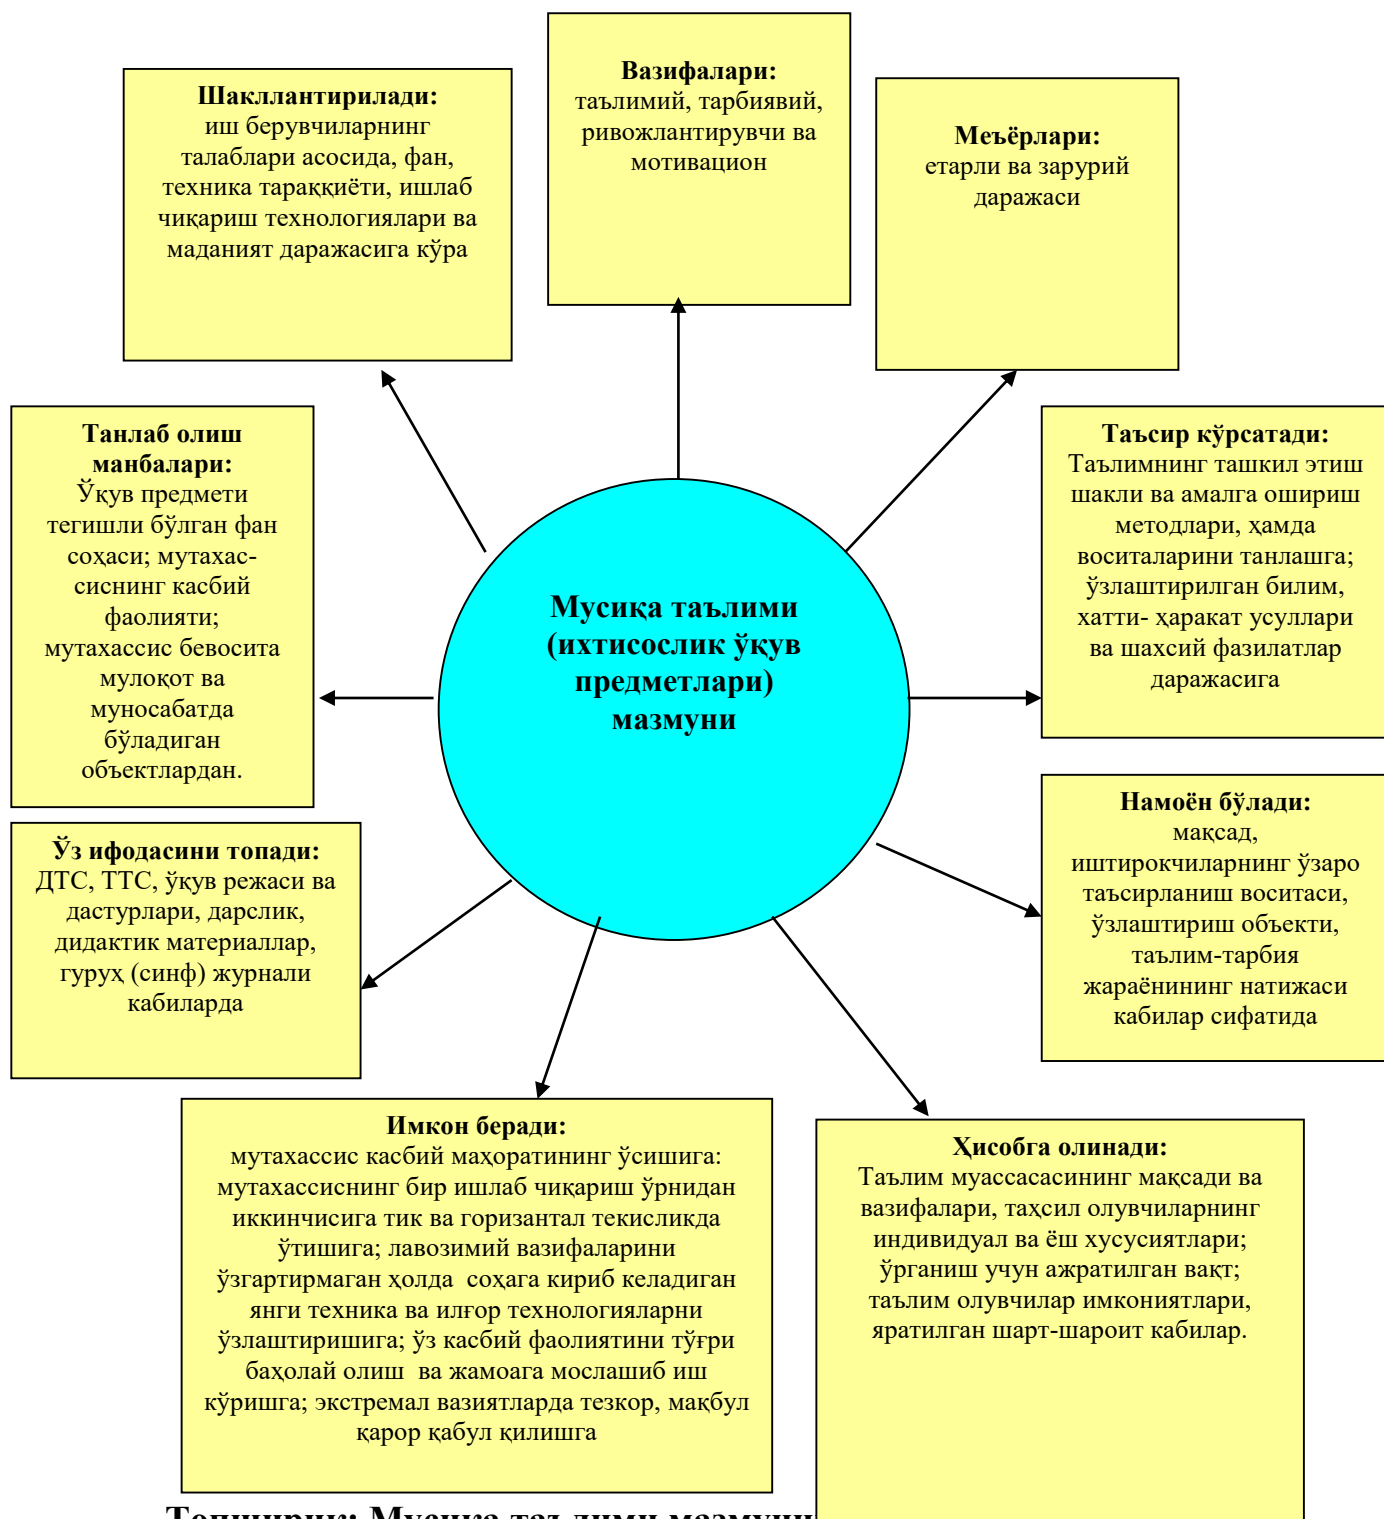 Шакллантирилади:
иш берувчиларнинг
талаблари асосида, фан,
техника тараққиёти, ишлаб
чиқариш технологиялари ва
маданият даражасига кўра
Вазифалари:
таълимий, тарбиявий,
ривожлантирувчи ва
мотивацион
Меъёрлари:
етарли ва зарурий
даражаси
Танлаб олиш
манбалари:
Ўқув предмети
тегишли бўлган фан
соҳаси; мутахас-
сиснинг касбий
фаолияти;
мутахассис бевосита
мулоқот ва
муносабатда
бўладиган
объектлардан.
Мусиқа таълими
(ихтисослик ўқув
предметлари)
мазмуни
Таъсир кўрсатади:
Таълимнинг ташкил этиш
шакли ва амалга ошириш
методлари, ҳамда
воситаларини танлашга;
ўзлаштирилган билим,
хатти- ҳаракат усуллари
ва шахсий фазилатлар
даражасига
Ўз ифодасини топади:
ДТС, ТТС, ўқув режаси ва
дастурлари, дарслик,
дидактик материаллар,
гуруҳ (синф) журнали
кабиларда
Намоён бўлади:
мақсад,
иштирокчиларнинг ўзаро
таъсирланиш воситаси,
ўзлаштириш объекти,
таълим-тарбия
жараёнининг натижаси
кабилар сифатида
Имкон беради:
мутахассис касбий маҳоратининг ўсишига:
мутахассиснинг бир ишлаб чиқариш ўрнидан
иккинчисига тик ва горизантал текисликда
ўтишига; лавозимий вазифаларини
ўзгартирмаган ҳолда соҳага кириб келадиган
янги техника ва илғор технологияларни
ўзлаштиришига; ўз касбий фаолиятини тўғри
баҳолай олиш ва жамоага мослашиб иш
кўришга; экстремал вазиятларда тезкор, мақбул
қарор қабул қилишга
Ҳисобга олинади:
Таълим муассасасининг мақсади ва
вазифалари, таҳсил олувчиларнинг
индивидуал ва ёш хусусиятлари;
ўрганиш учун ажратилган вақт;
таълим олувчилар имкониятлари,
яратилган шарт-шароит кабилар.